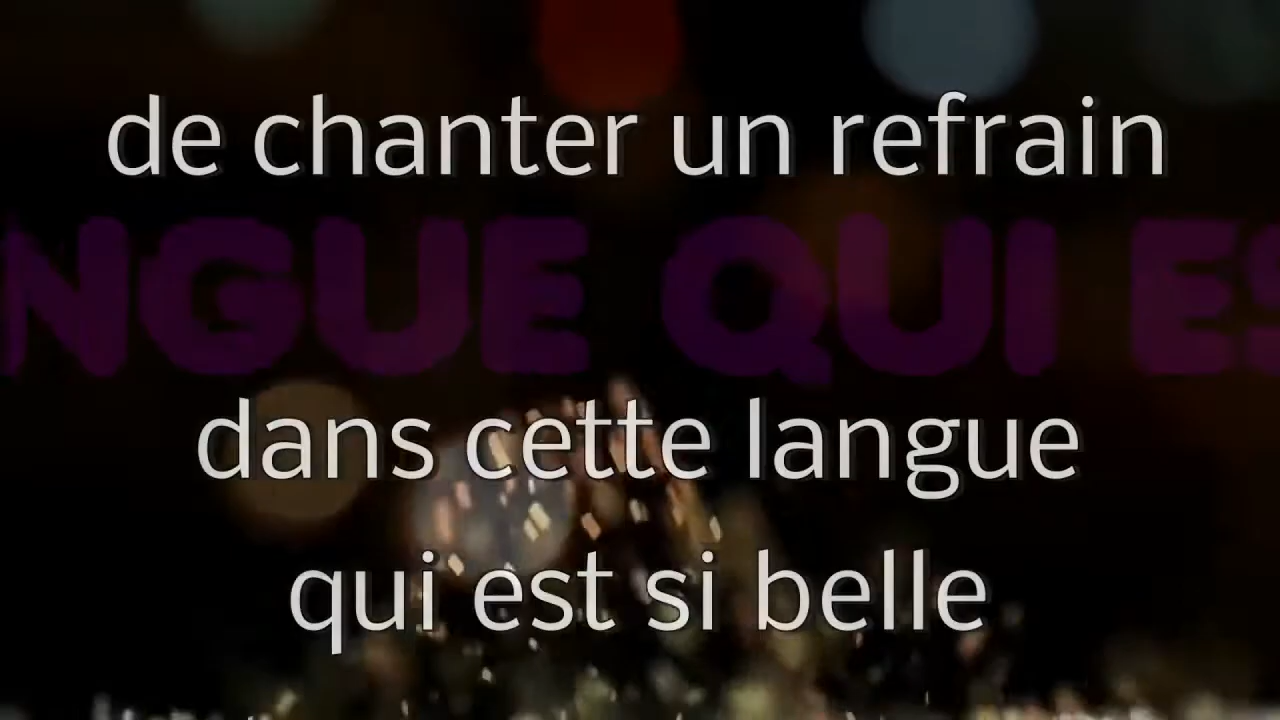 de chanter un refrain
NGUE QUI ES
dans cette langue
qui est si belle